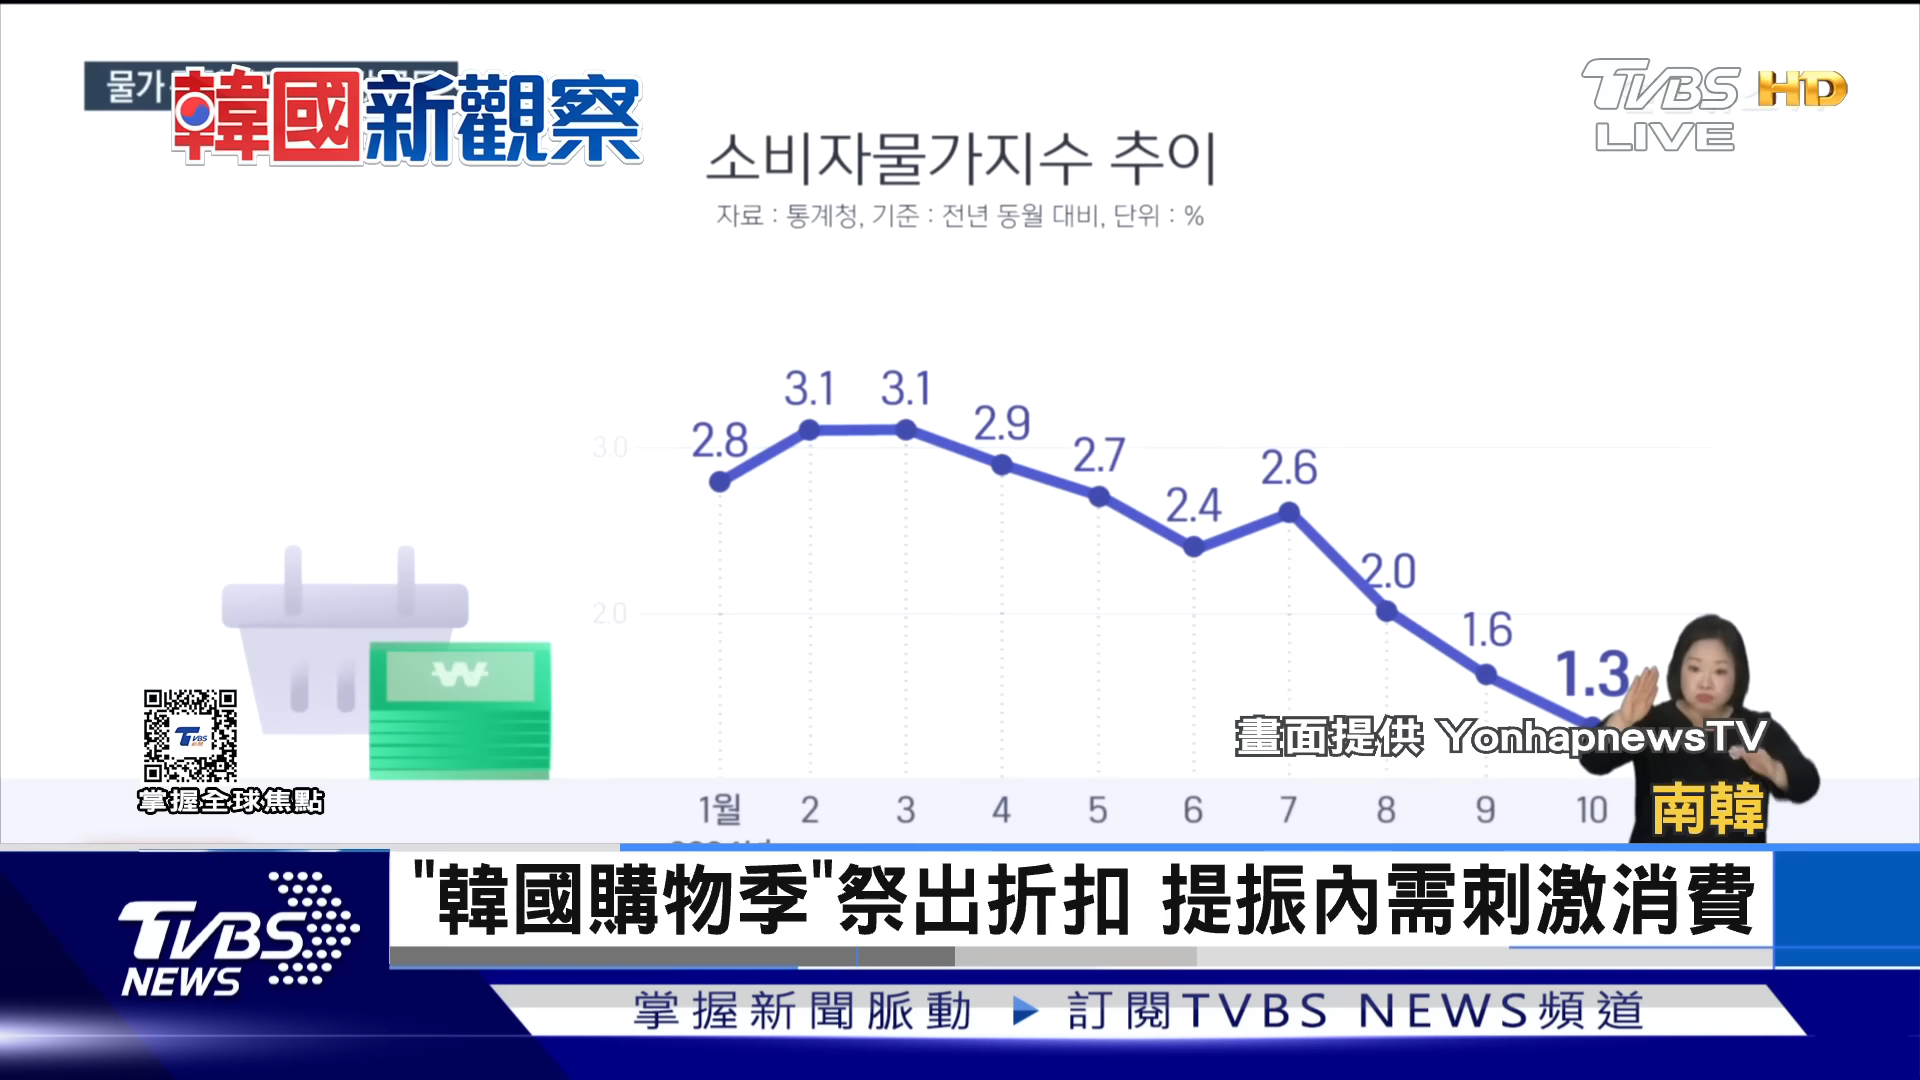 물가
韓國新觀察
TVBS HD
LIVE
소비자물가지수 추이
자료 : 통계청, 기준 : 전년 동월 대비, 단위 : %
3.0
2.0
2.8
3.1
3.1
2.9
2.7
2.4
2.6
2.0
1.6
1.3
1월 2 3 4 5 6 7 8 9 10
₩
TVBS
掌握全球焦點
畫面提供 YonhapnewsTV
南韓
"韓國購物季"祭出折扣 提振內需刺激消費
TVBS
NEWS
掌握新聞脈動 ▶ 訂閱TVBS NEWS頻道